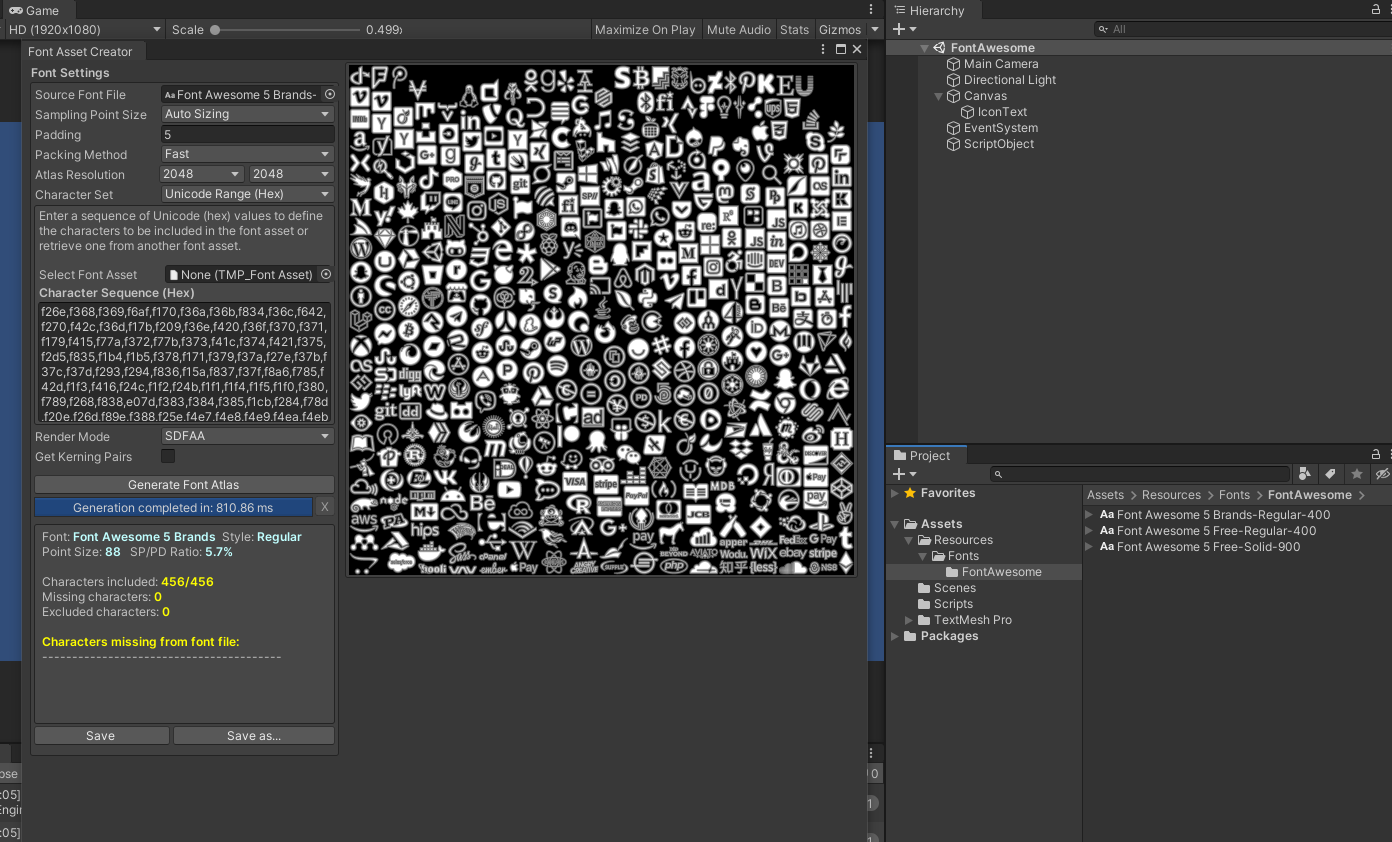 Game
HD (1920x1080)
Scale
0.499x
Maximize On Play
Mute Audio
Stats
Gizmos
Font Asset Creator
Font Settings
Source Font File
Aa Font Awesome 5 Brands-
Sampling Point Size
Auto Sizing
Padding
5
Packing Method
Fast
Atlas Resolution
2048
2048
Character Set
Unicode Range (Hex)
Enter a sequence of Unicode (hex) values to define
the characters to be included in the font asset or
retrieve one from another font asset.
Select Font Asset
None (TMP_Font Asset)
Character Sequence (Hex)
f26e,f368,f369,f6af,f170,f36a,f36b,f834,f36c,f642,
f270,f42c,f36d,f17b,f209,f36e,f420,f36f,f370,f371,
f179,f415,f77a,f372,f77b,f373,f41c,f374,f421,f375,
f2d5,f835,f1b4,f1b5,f378,f171,f379,f37a,f27e,f37b,f
37c,f37d,f293,f294,f836,f15a,f837,f37f,f8a6,f785,f
42d,f1f3,f416,f24c,f1f2,f24b,f1f1,f1f4,f1f5,f1f0,f380,
f789,f268,f838,e07d,f383,f384,f385,f1cb,f284,f78d
,f20e,f26d,f89e,f388,f25e,f4e7,f4e8,f4e9,f4ea,f4eb
Render Mode
SDFAA
Get Kerning Pairs
Generate Font Atlas
Generation completed in: 810.86 ms
X
Font: Font Awesome 5 Brands Style: Regular
Point Size: 88 SP/PD Ratio: 5.7%
Characters included: 456/456
Missing characters: 0
Excluded characters: 0
Characters missing from font file:
----------------------------------------
Save
Save as...
Hierarchy
All
FontAwesome
Main Camera
Directional Light
Canvas
IconText
EventSystem
ScriptObject
Project
Favorites
Assets
Resources
Fonts
FontAwesome
Scenes
Scripts
TextMesh Pro
Packages
Assets > Resources > Fonts > FontAwesome >
Aa Font Awesome 5 Brands-Regular-400
Aa Font Awesome 5 Free-Regular-400
Aa Font Awesome 5 Free-Solid-900